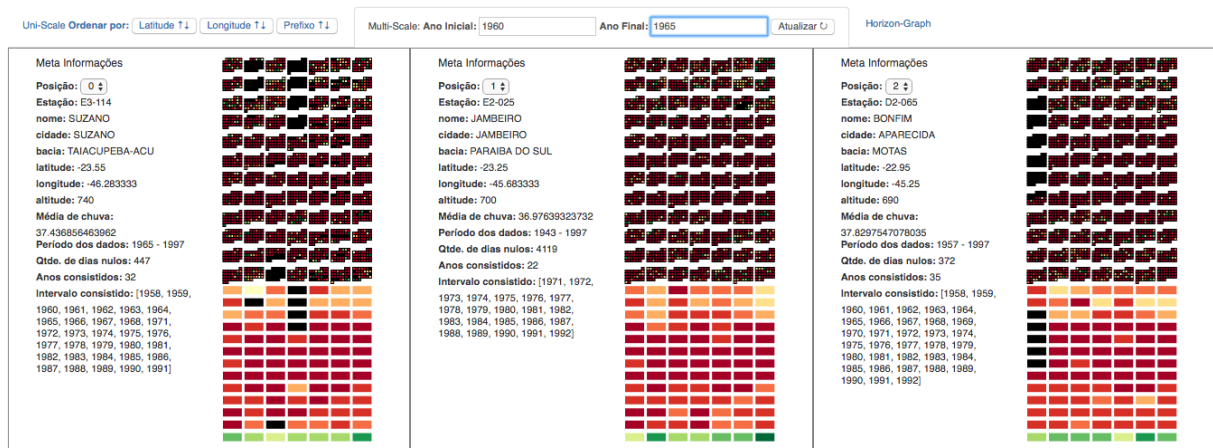 Uni-Scale Ordenar por: Latitude ↑↓ Longitude ↑↓ Prefixo ↑↓ Multi-Scale: Ano Inicial: 1960 Ano Final: 1965 Atualizar ↻ Horizon-Graph
Meta Informações
Posição: 0
Estação: E3-114
nome: SUZANO
cidade: SUZANO
bacia: TAIACUPEBA-ACU
latitude: -23.55
longitude: -46.283333
altitude: 740
Média de chuva:
37.436856463962
Período dos dados: 1965 - 1997
Qtde. de dias nulos: 447
Anos consistidos: 32
Intervalo consistido: [1958, 1959,
1960, 1961, 1962, 1963, 1964,
1965, 1966, 1967, 1968, 1971,
1972, 1973, 1974, 1975, 1976,
1977, 1978, 1979, 1980, 1981,
1982, 1983, 1984, 1985, 1986,
1987, 1988, 1989, 1990, 1991]
Meta Informações
Posição: 1
Estação: E2-025
nome: JAMBEIRO
cidade: JAMBEIRO
bacia: PARAIBA DO SUL
latitude: -23.25
longitude: -45.683333
altitude: 700
Média de chuva: 36.97639323732
Período dos dados: 1943 - 1997
Qtde. de dias nulos: 4119
Anos consistidos: 22
Intervalo consistido: [1971, 1972,
1973, 1974, 1975, 1976, 1977,
1978, 1979, 1980, 1981, 1982,
1983, 1984, 1985, 1986, 1987,
1988, 1989, 1990, 1991, 1992]
Meta Informações
Posição: 2
Estação: D2-065
nome: BONFIM
cidade: APARECIDA
bacia: MOTAS
latitude: -22.95
longitude: -45.25
altitude: 690
Média de chuva:
37.8297547078035
Período dos dados: 1957 - 1997
Qtde. de dias nulos: 372
Anos consistidos: 35
Intervalo consistido: [1958, 1959,
1960, 1961, 1962, 1963, 1964,
1965, 1966, 1967, 1968, 1969,
1970, 1971, 1972, 1973, 1974,
1975, 1976, 1977, 1978, 1979,
1980, 1981, 1982, 1983, 1984,
1985, 1986, 1987, 1988, 1989,
1990, 1991, 1992]